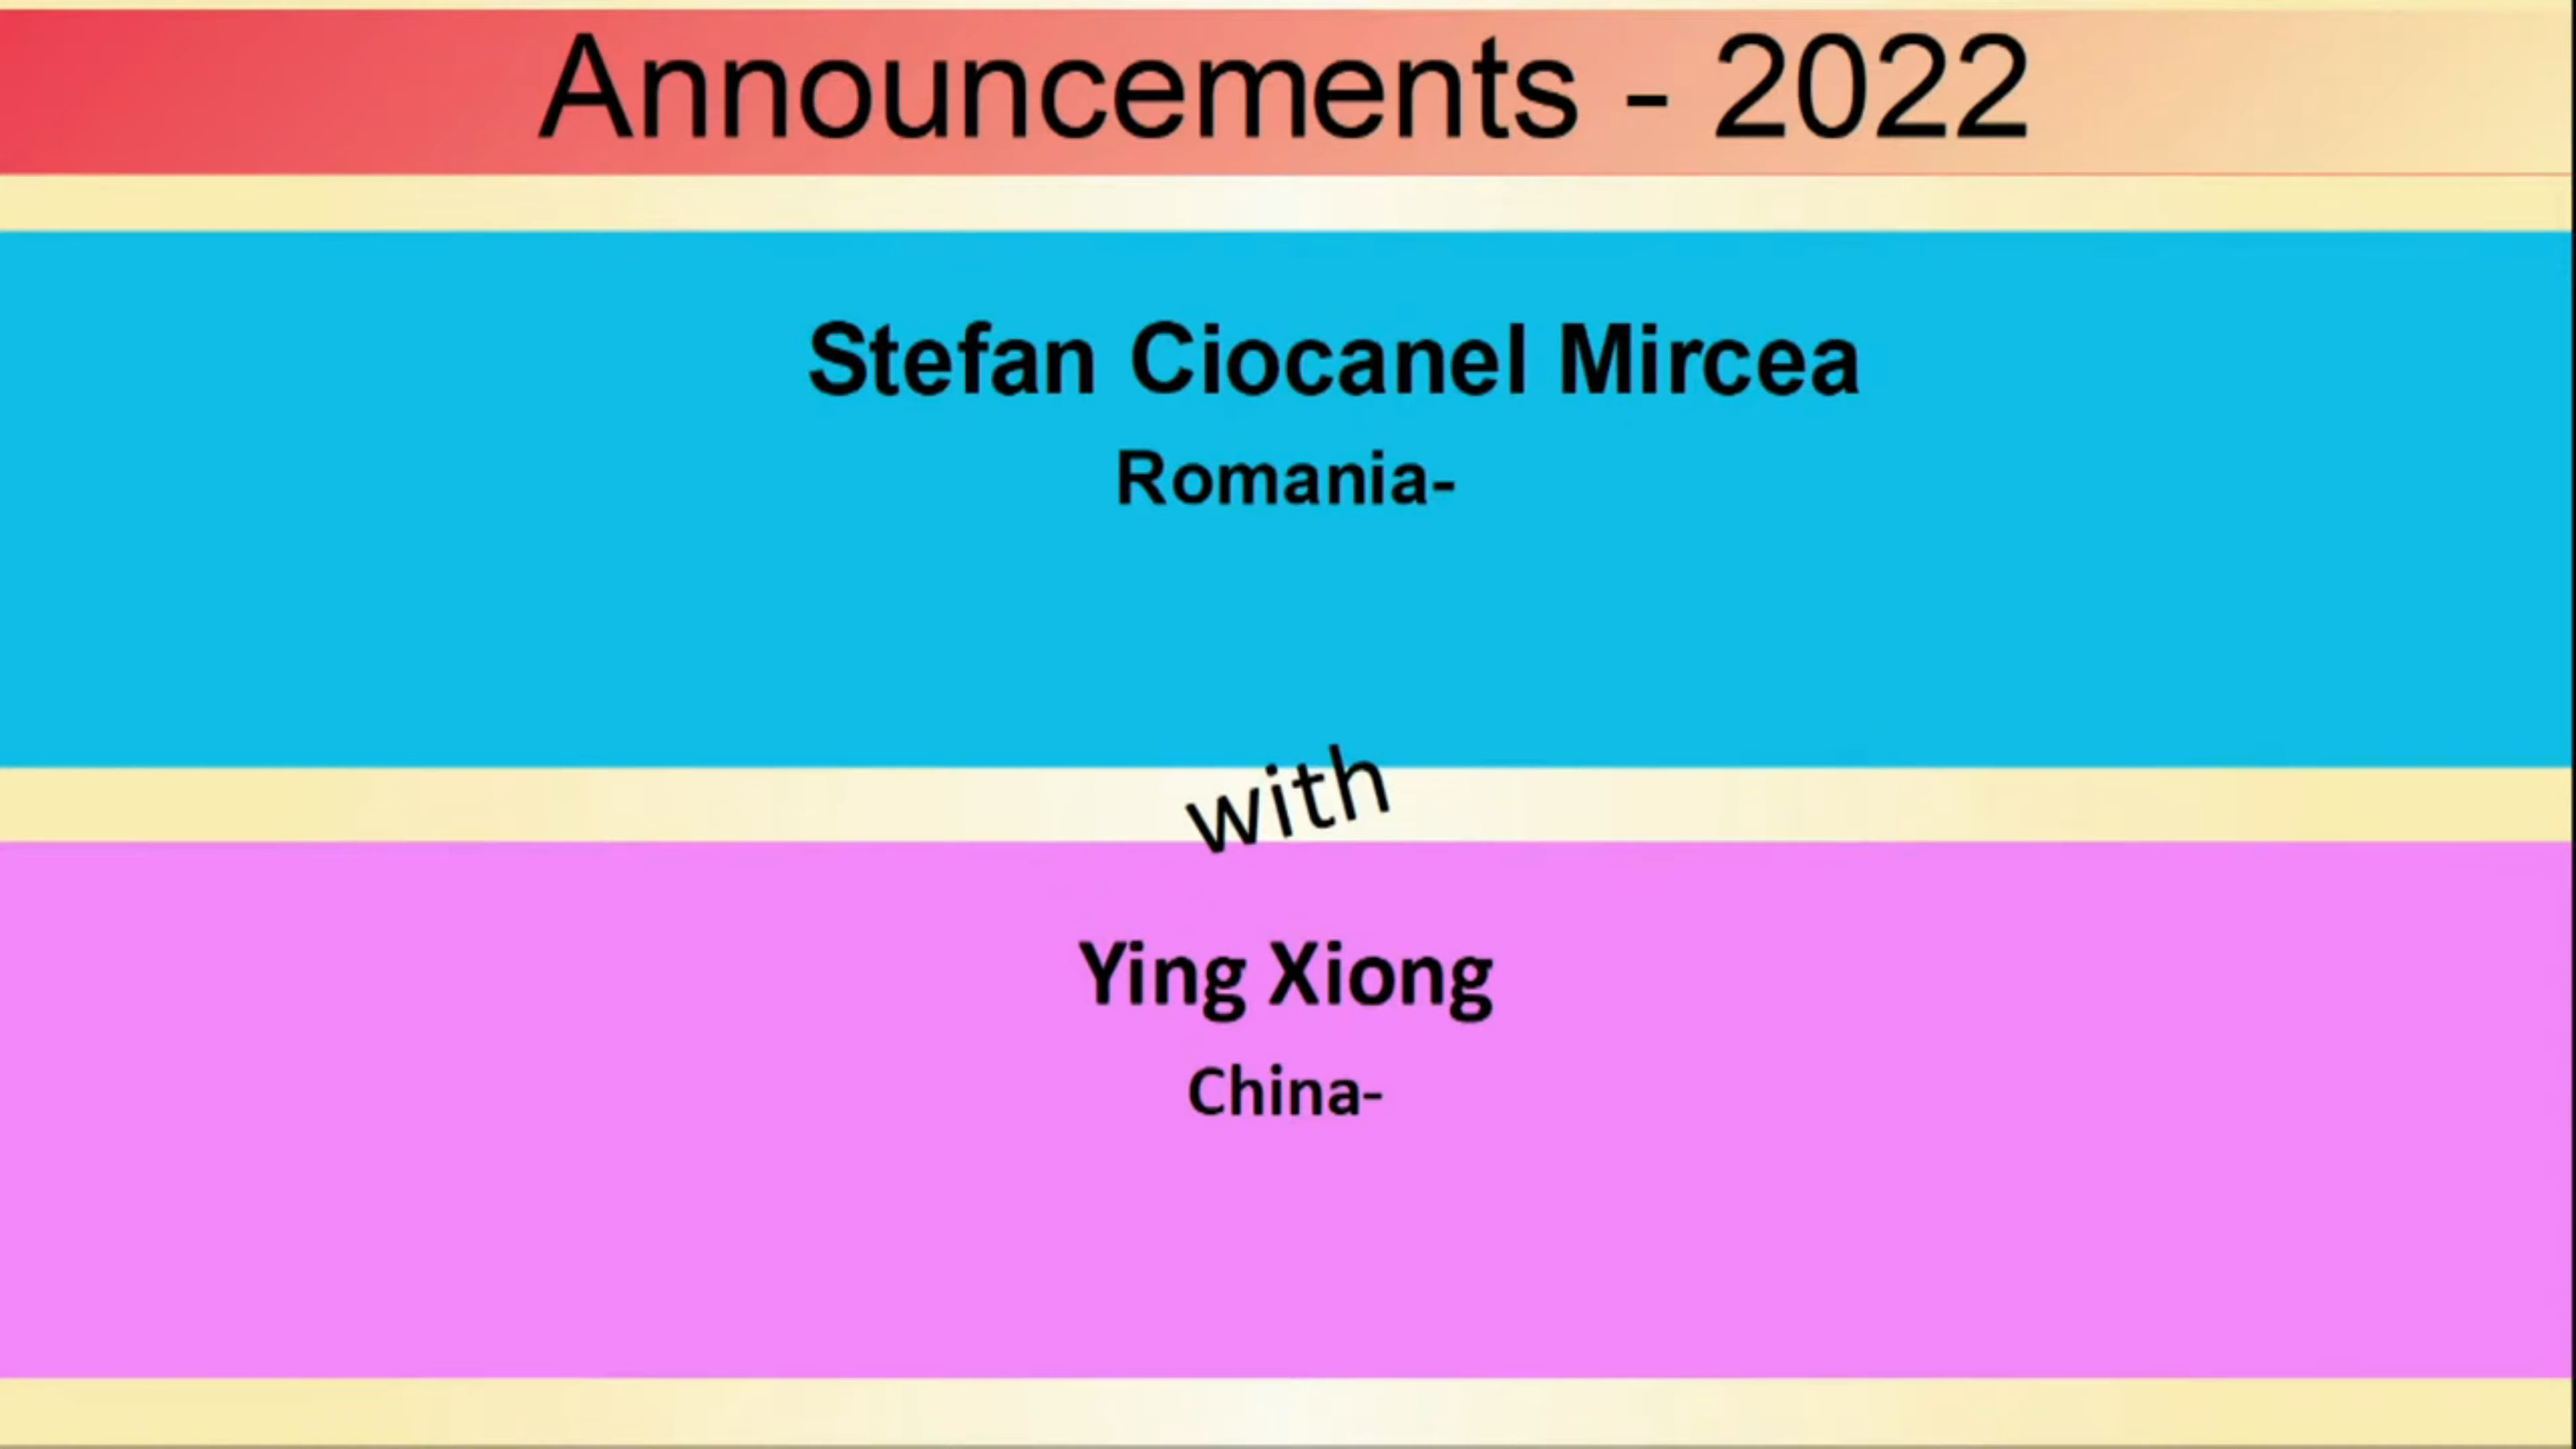 Announcements - 2022
Stefan Ciocanel Mircea
Romania-
with
Ying Xiong
China-